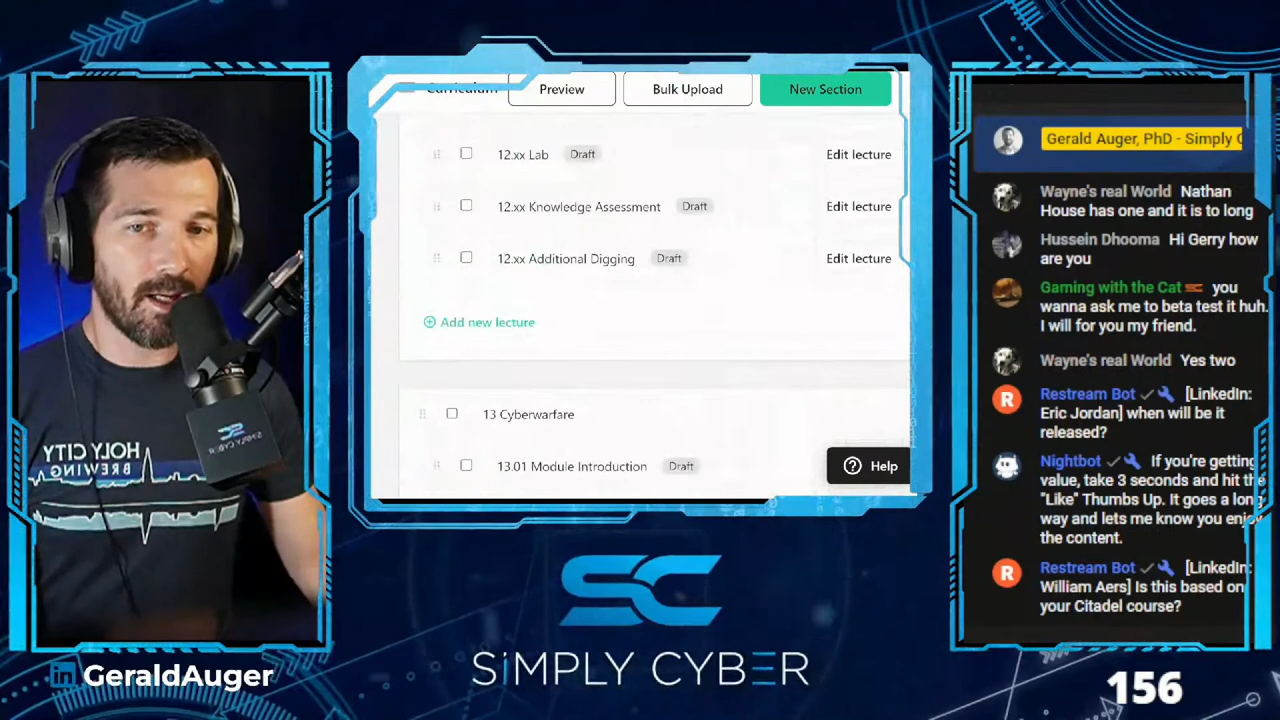 Curriculum
Preview
Bulk Upload
New Section
12.xx Lab
Draft
Edit lecture
12.xx Knowledge Assessment
Draft
Edit lecture
12.xx Additional Digging
Draft
Edit lecture
Add new lecture
13 Cyberwarfare
13.01 Module Introduction
Draft
Help
HOLY CITY
BREWING
SIMPLY CYBER
SC
SIMPLY CYBER
in GeraldAuger
Gerald Auger, PhD - Simply C
Wayne's real World Nathan
House has one and it is to long
Hussein Dhooma Hi Gerry how
are you
Gaming with the Cat SC you
wanna ask me to beta test it huh.
I will for you my friend.
Wayne's real World Yes two
R
Restream Bot [LinkedIn:
Eric Jordan] when will be it
released?
Nightbot If you're getting
value, take 3 seconds and hit the
"Like" Thumbs Up. It goes a long
way and lets me know you enjoy
the content.
R
Restream Bot [LinkedIn:
William Aers] Is this based on
your Citadel course?
156